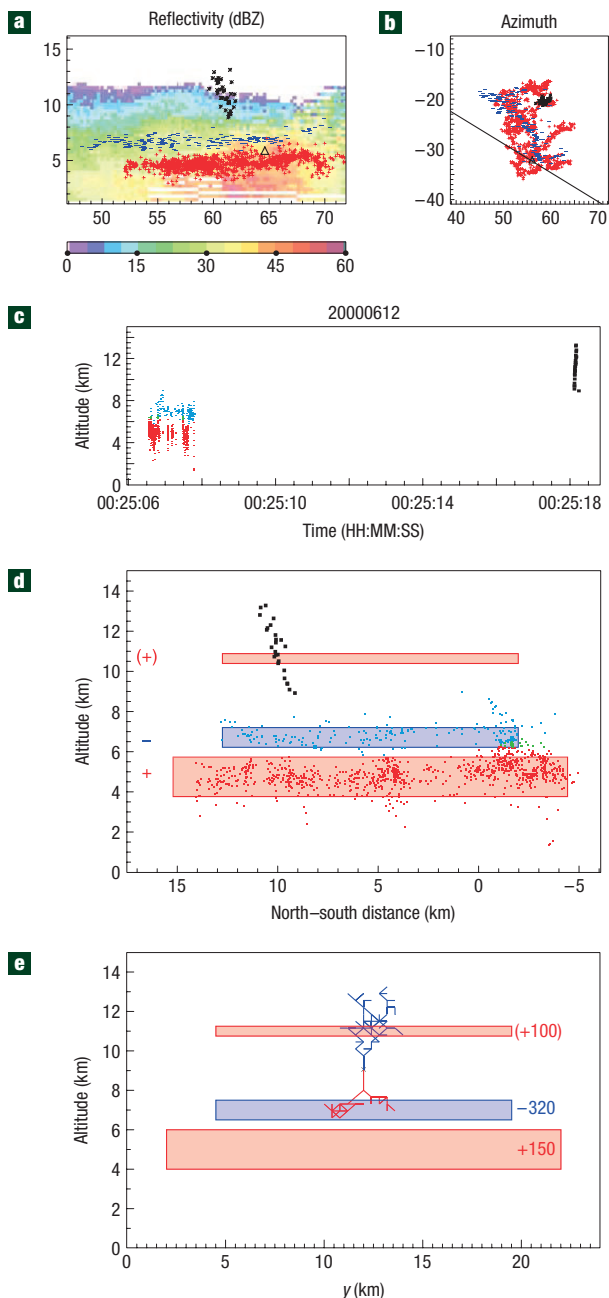 a
Reflectivity (dBZ)
16
12
8
5
50 55 60 65 70
0 15 30 45 60
b
Azimuth
−10
−20
−30
−40
40 50 60 70
c
20000612
Altitude (km)
12
8
4
0
00:25:06 00:25:10 00:25:14 00:25:18
Time (HH:MM:SS)
d
Altitude (km)
14
12
10
8
6
4
2
0
(+)
−
+
15 10 5 0 −5
North–south distance (km)
e
Altitude (km)
14
12
10
8
6
4
2
0
(+100)
−320
+150
0 5 10 15 20
y (km)